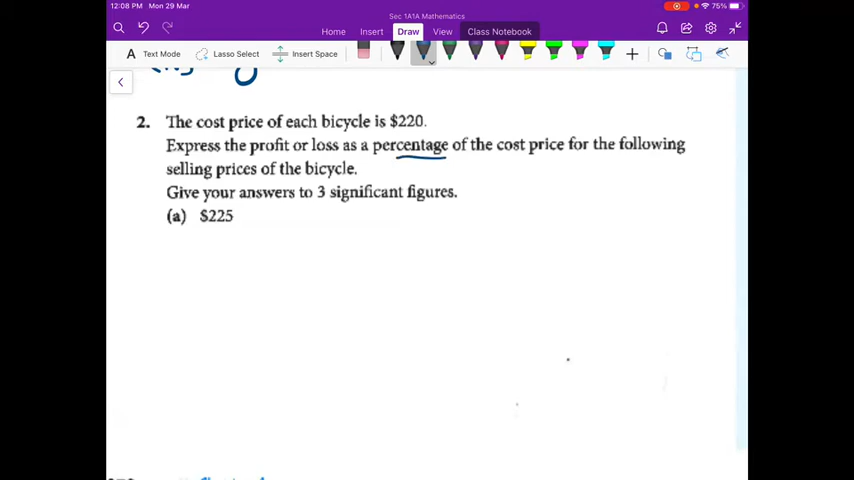 12:08 PM Mon 29 Mar
75%
Sec 1A1A Mathematics
Home Insert Draw View Class Notebook
A Text Mode Lasso Select Insert Space
2. The cost price of each bicycle is $220.
Express the profit or loss as a percentage of the cost price for the following
selling prices of the bicycle.
Give your answers to 3 significant figures.
(a) $225